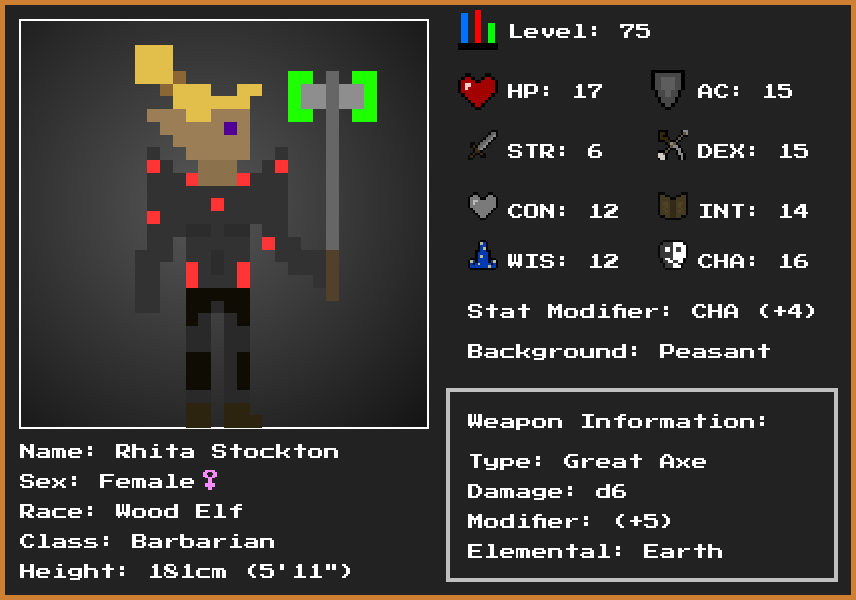 Level: 75
HP: 17
AC: 15
STR: 6
DEX: 15
CON: 12
INT: 14
WIS: 12
CHA: 16
Stat Modifier: CHA (+4)
Background: Peasant
Weapon Information:
Type: Great Axe
Damage: d6
Modifier: (+5)
Elemental: Earth
Name: Rhita Stockton
Sex: Female♀
Race: Wood Elf
Class: Barbarian
Height: 181cm (5'11")